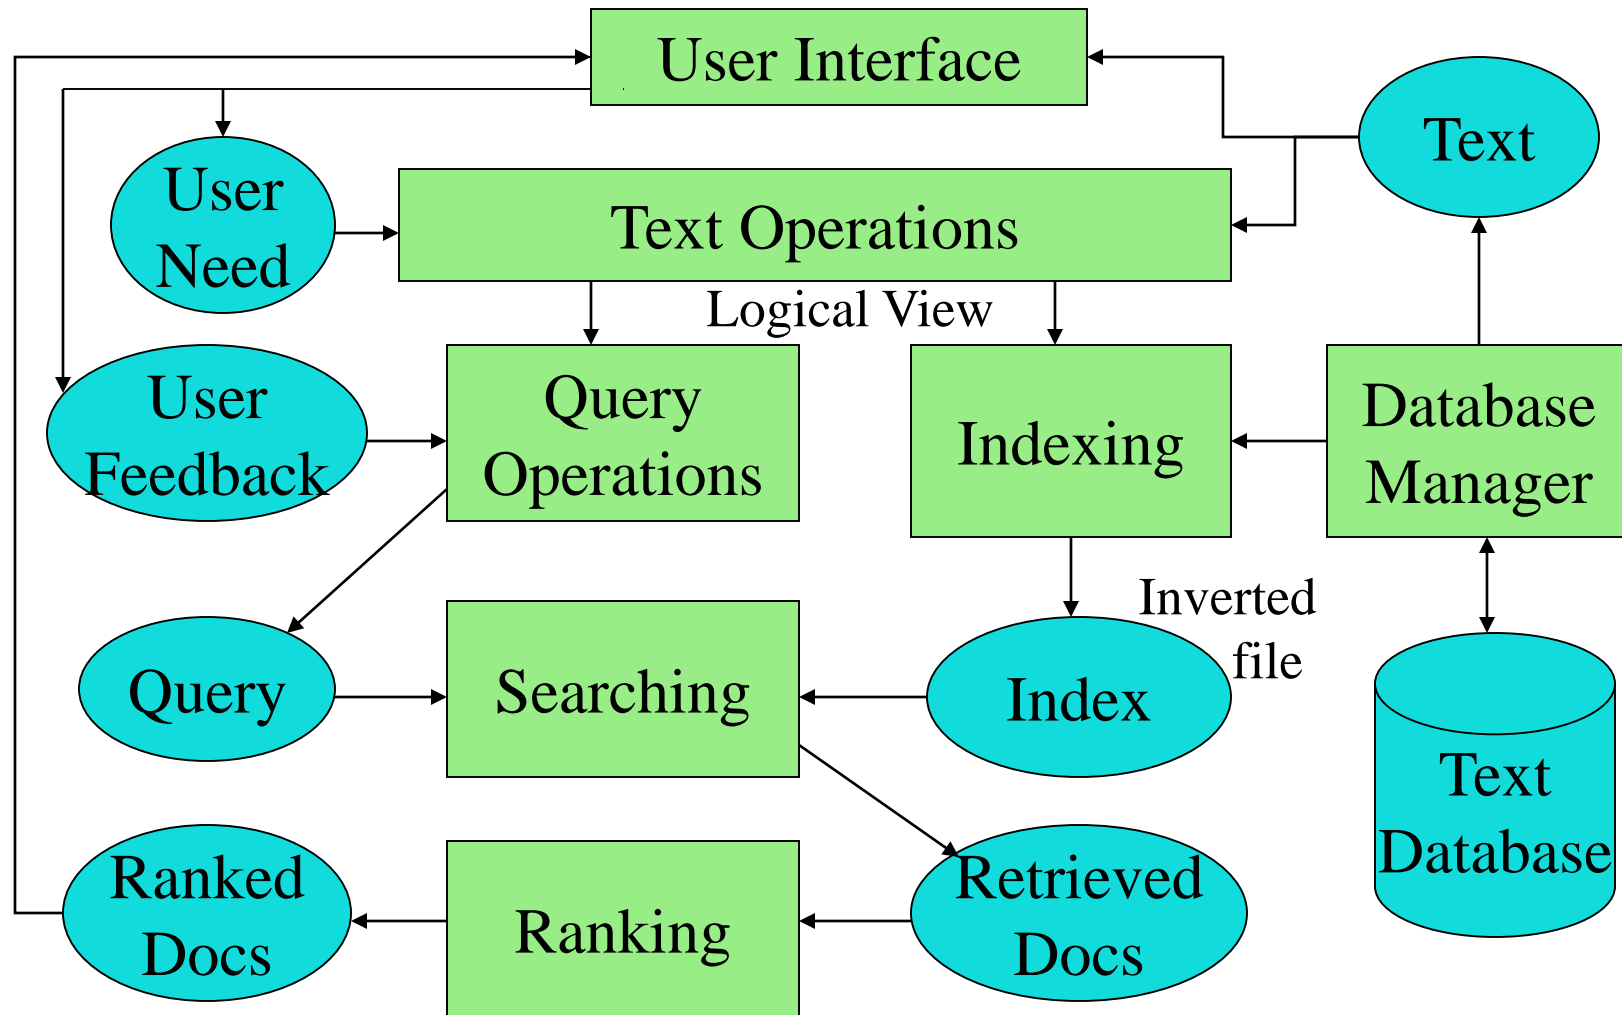 User Interface
Text
User
Need
Text Operations
Logical View
User
Feedback
Query
Operations
Indexing
Database
Manager
Inverted
file
Query
Searching
Index
Text
Database
Ranked
Docs
Ranking
Retrieved
Docs